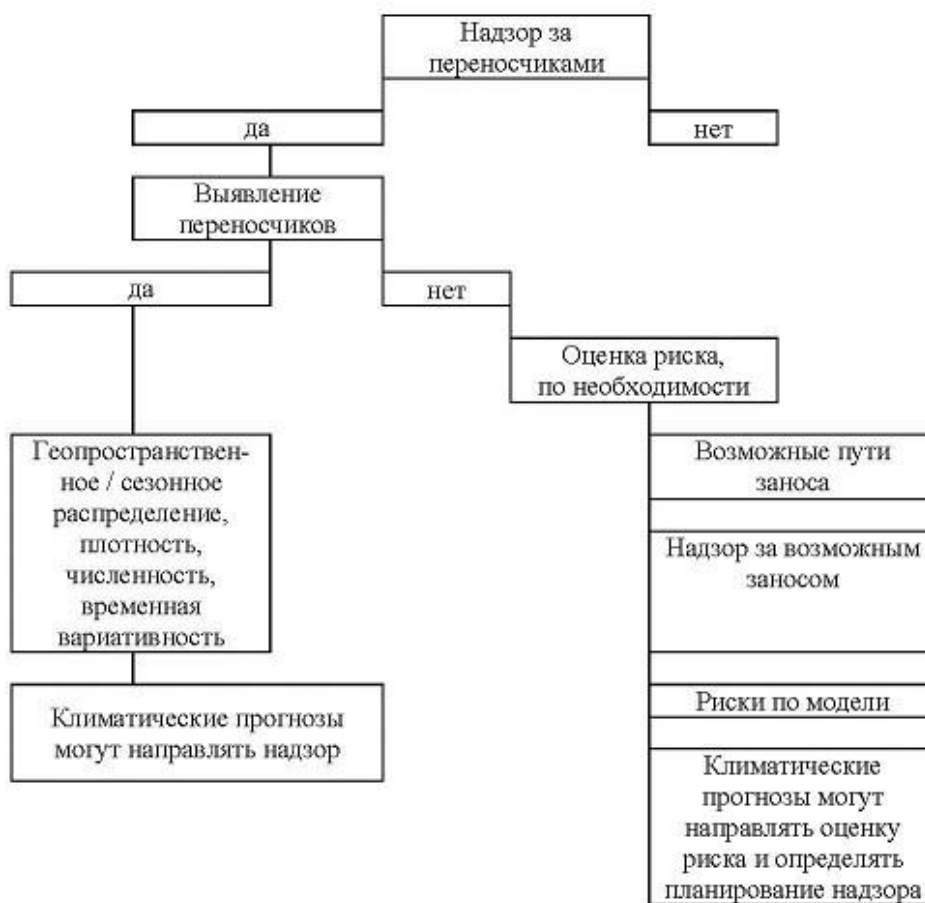 Надзор за
переносчиками
да
нет
Выявление
переносчиков
да
нет
Оценка риска,
по необходимости
Геопространствен-
ное / сезонное
распределение,
плотность,
численность,
временная
вариативность
Возможные пути
заноса
Надзор за возможным
заносом
Климатические прогнозы
могут направлять надзор
Риски по модели
Климатические
прогнозы могут
направлять оценку
риска и определять
планирование надзора